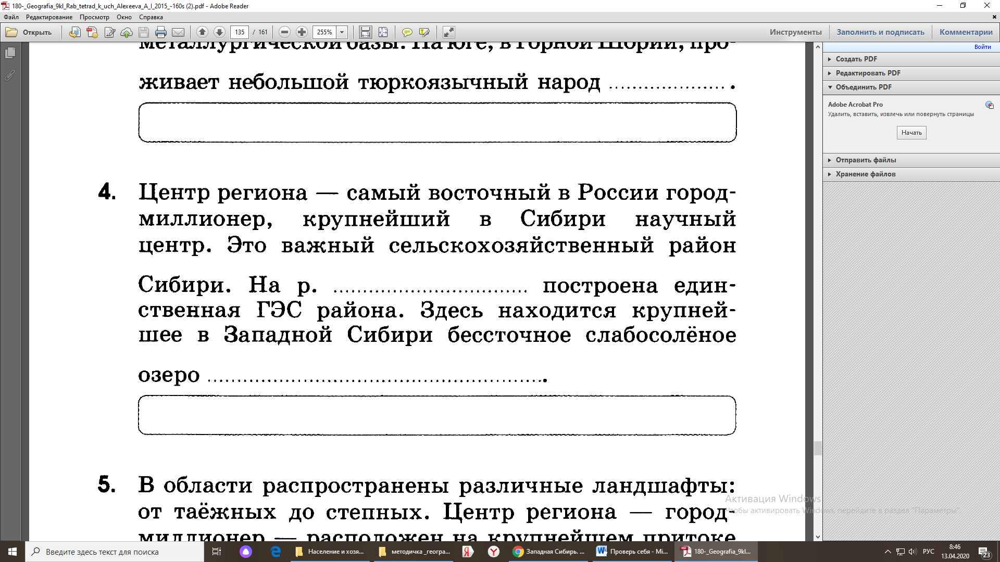 180-_Geografia_9kl_Rab_tetrad_k_uch_Alexeeva_A_I_2015_-160s (2).pdf - Adobe Reader
Файл Редактирование Просмотр Окно Справка
Открыть 135 / 161 255% Инструменты Заполнить и подписать Комментарии
Войти
Создать PDF
Редактировать PDF
Объединить PDF
Adobe Acrobat Pro
Удалить, вставить, извлечь или повернуть страницы
Начать
Отправить файлы
Хранение файлов
металлургической базы. На юге, в Горной Шории, про-
живает небольшой тюркоязычный народ .................... .
4. Центр региона — самый восточный в России город-
миллионер, крупнейший в Сибири научный
центр. Это важный сельскохозяйственный район
Сибири. На р. ................................. построена един-
ственная ГЭС района. Здесь находится крупней-
шее в Западной Сибири бессточное слабосолёное
озеро .........................................................
5. В области распространены различные ландшафты:
от таёжных до степных. Центр региона — город-
миллионер — расположен на крупнейшем притоке
Активация Windows
Чтобы активировать Windows, перейдите в раздел "Параметры".
Введите здесь текст для поиска
Население и хозя...
методичка _геогра...
Западная Сибирь. ...
Проверь себя - Mi...
180-_Geografia_9kl...
РУС
8:46
13.04.2020
23